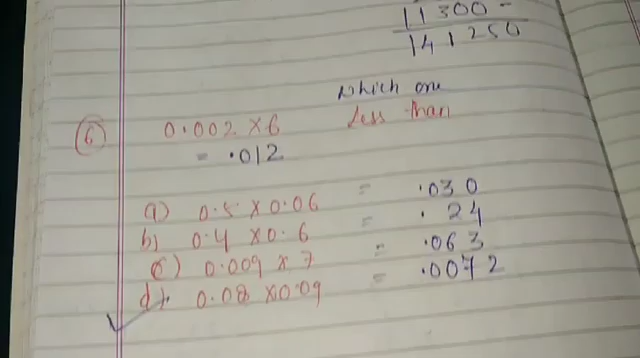 11300-
141250
which one
⑥ 0.002 × 6 less than
= .012
a) 0.5 × 0.06 = .030
b) 0.4 × 0.6 = .24
c) 0.009 × 7 = .063
d) 0.08 × 0.09 = .0072